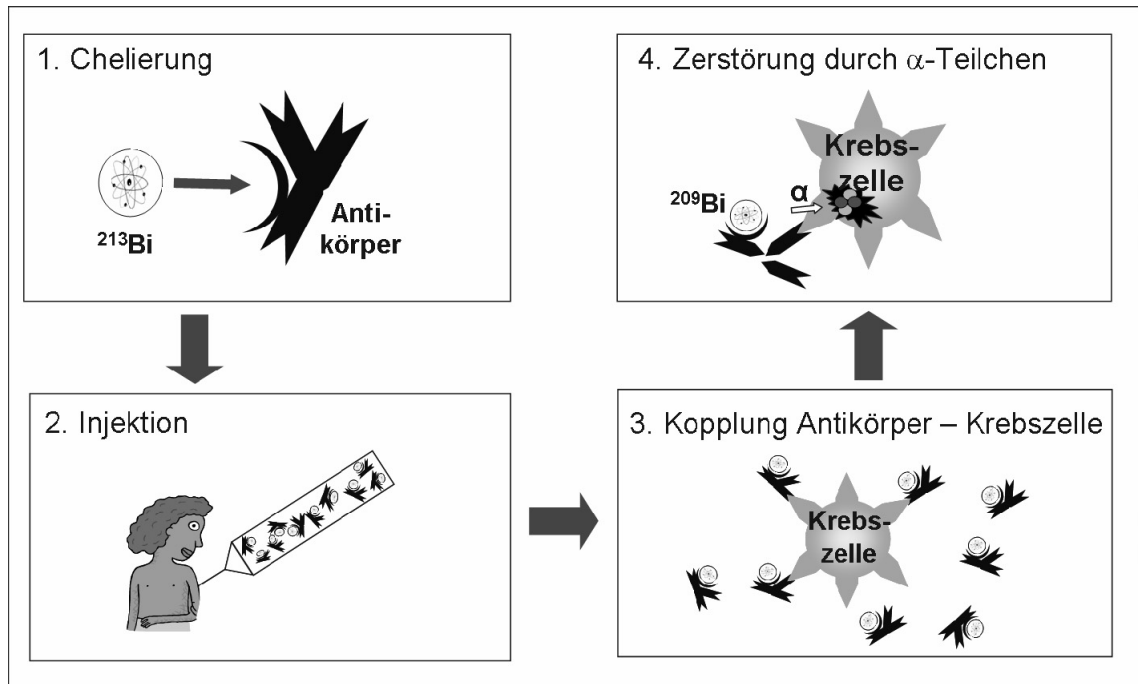 1. Chelierung
²¹³Bi
Anti-
körper
2. Injektion
3. Kopplung Antikörper – Krebszelle
Krebs-
zelle
4. Zerstörung durch α-Teilchen
Krebs-
zelle
²⁰⁹Bi
α